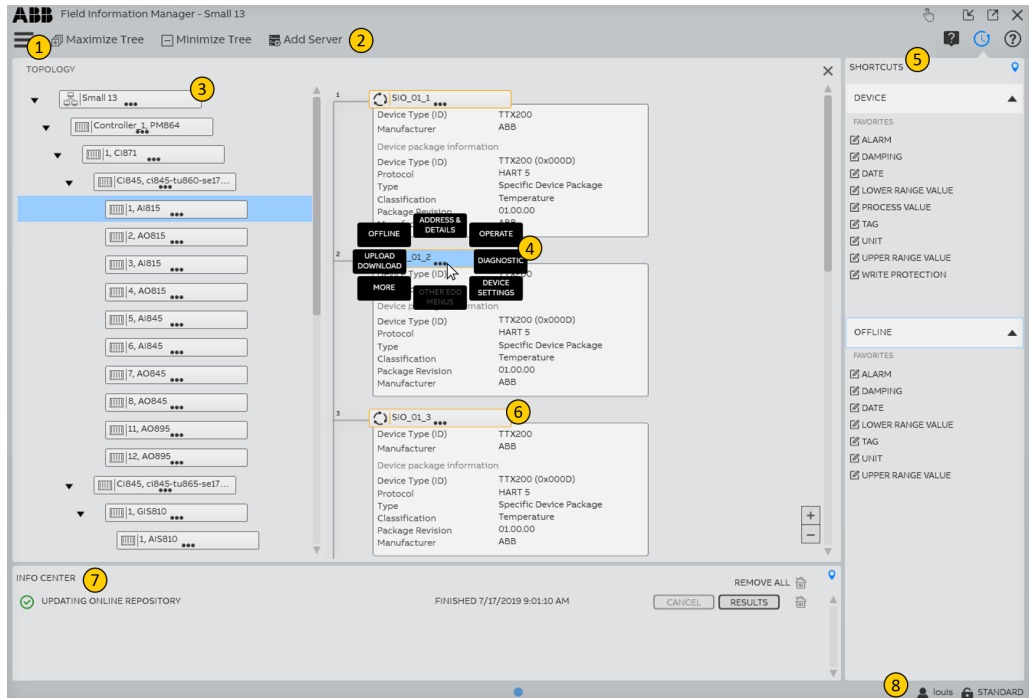 ABB Field Information Manager - Small 13
1 Maximize Tree Minimize Tree Add Server 2
TOPOLOGY
3
Small 13
Controller_1, PM864
1, CI871
CI845, ci845-tu860-se17...
1, AI815
2, AO815
3, AI815
4, AO815
5, AI845
6, AI845
7, AO845
8, AO845
11, AO895
12, AO895
CI845, ci845-tu865-se17...
1, GIS810
1, AIS810
1
SIO_01_1
Device Type (ID) TTX200
Manufacturer ABB
Device package information
Device Type (ID) TTX200 (0x000D)
Protocol HART 5
Type Specific Device Package
Classification Temperature
Package Revision 01.00.00
ADDRESS & DETAILS
OFFLINE
OPERATE
4
UPLOAD DOWNLOAD
DIAGNOSTIC
MORE
OTHER EDD MENUS
DEVICE SETTINGS
2
_01_2
Device Type (ID)
Device Type (ID) TTX200 (0x000D)
Protocol HART 5
Type Specific Device Package
Classification Temperature
Package Revision 01.00.00
Manufacturer ABB
3
SIO_01_3 6
Device Type (ID) TTX200
Manufacturer ABB
Device package information
Device Type (ID) TTX200 (0x000D)
Protocol HART 5
Type Specific Device Package
Classification Temperature
Package Revision 01.00.00
Manufacturer ABB
+
−
SHORTCUTS 5
DEVICE
FAVORITES
ALARM
DAMPING
DATE
LOWER RANGE VALUE
PROCESS VALUE
TAG
UNIT
UPPER RANGE VALUE
WRITE PROTECTION
OFFLINE
FAVORITES
ALARM
DAMPING
DATE
LOWER RANGE VALUE
TAG
UNIT
UPPER RANGE VALUE
INFO CENTER 7
REMOVE ALL
UPDATING ONLINE REPOSITORY FINISHED 7/17/2019 9:01:10 AM CANCEL RESULTS
8 louis STANDARD